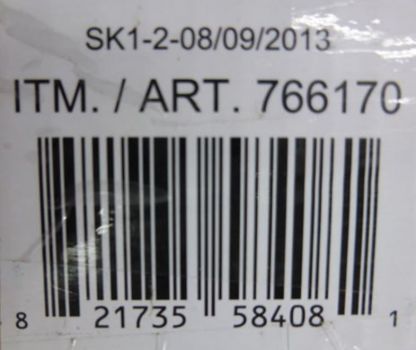 SK1-2-08/09/2013
ITM. / ART. 766170
8 21735 58408 1